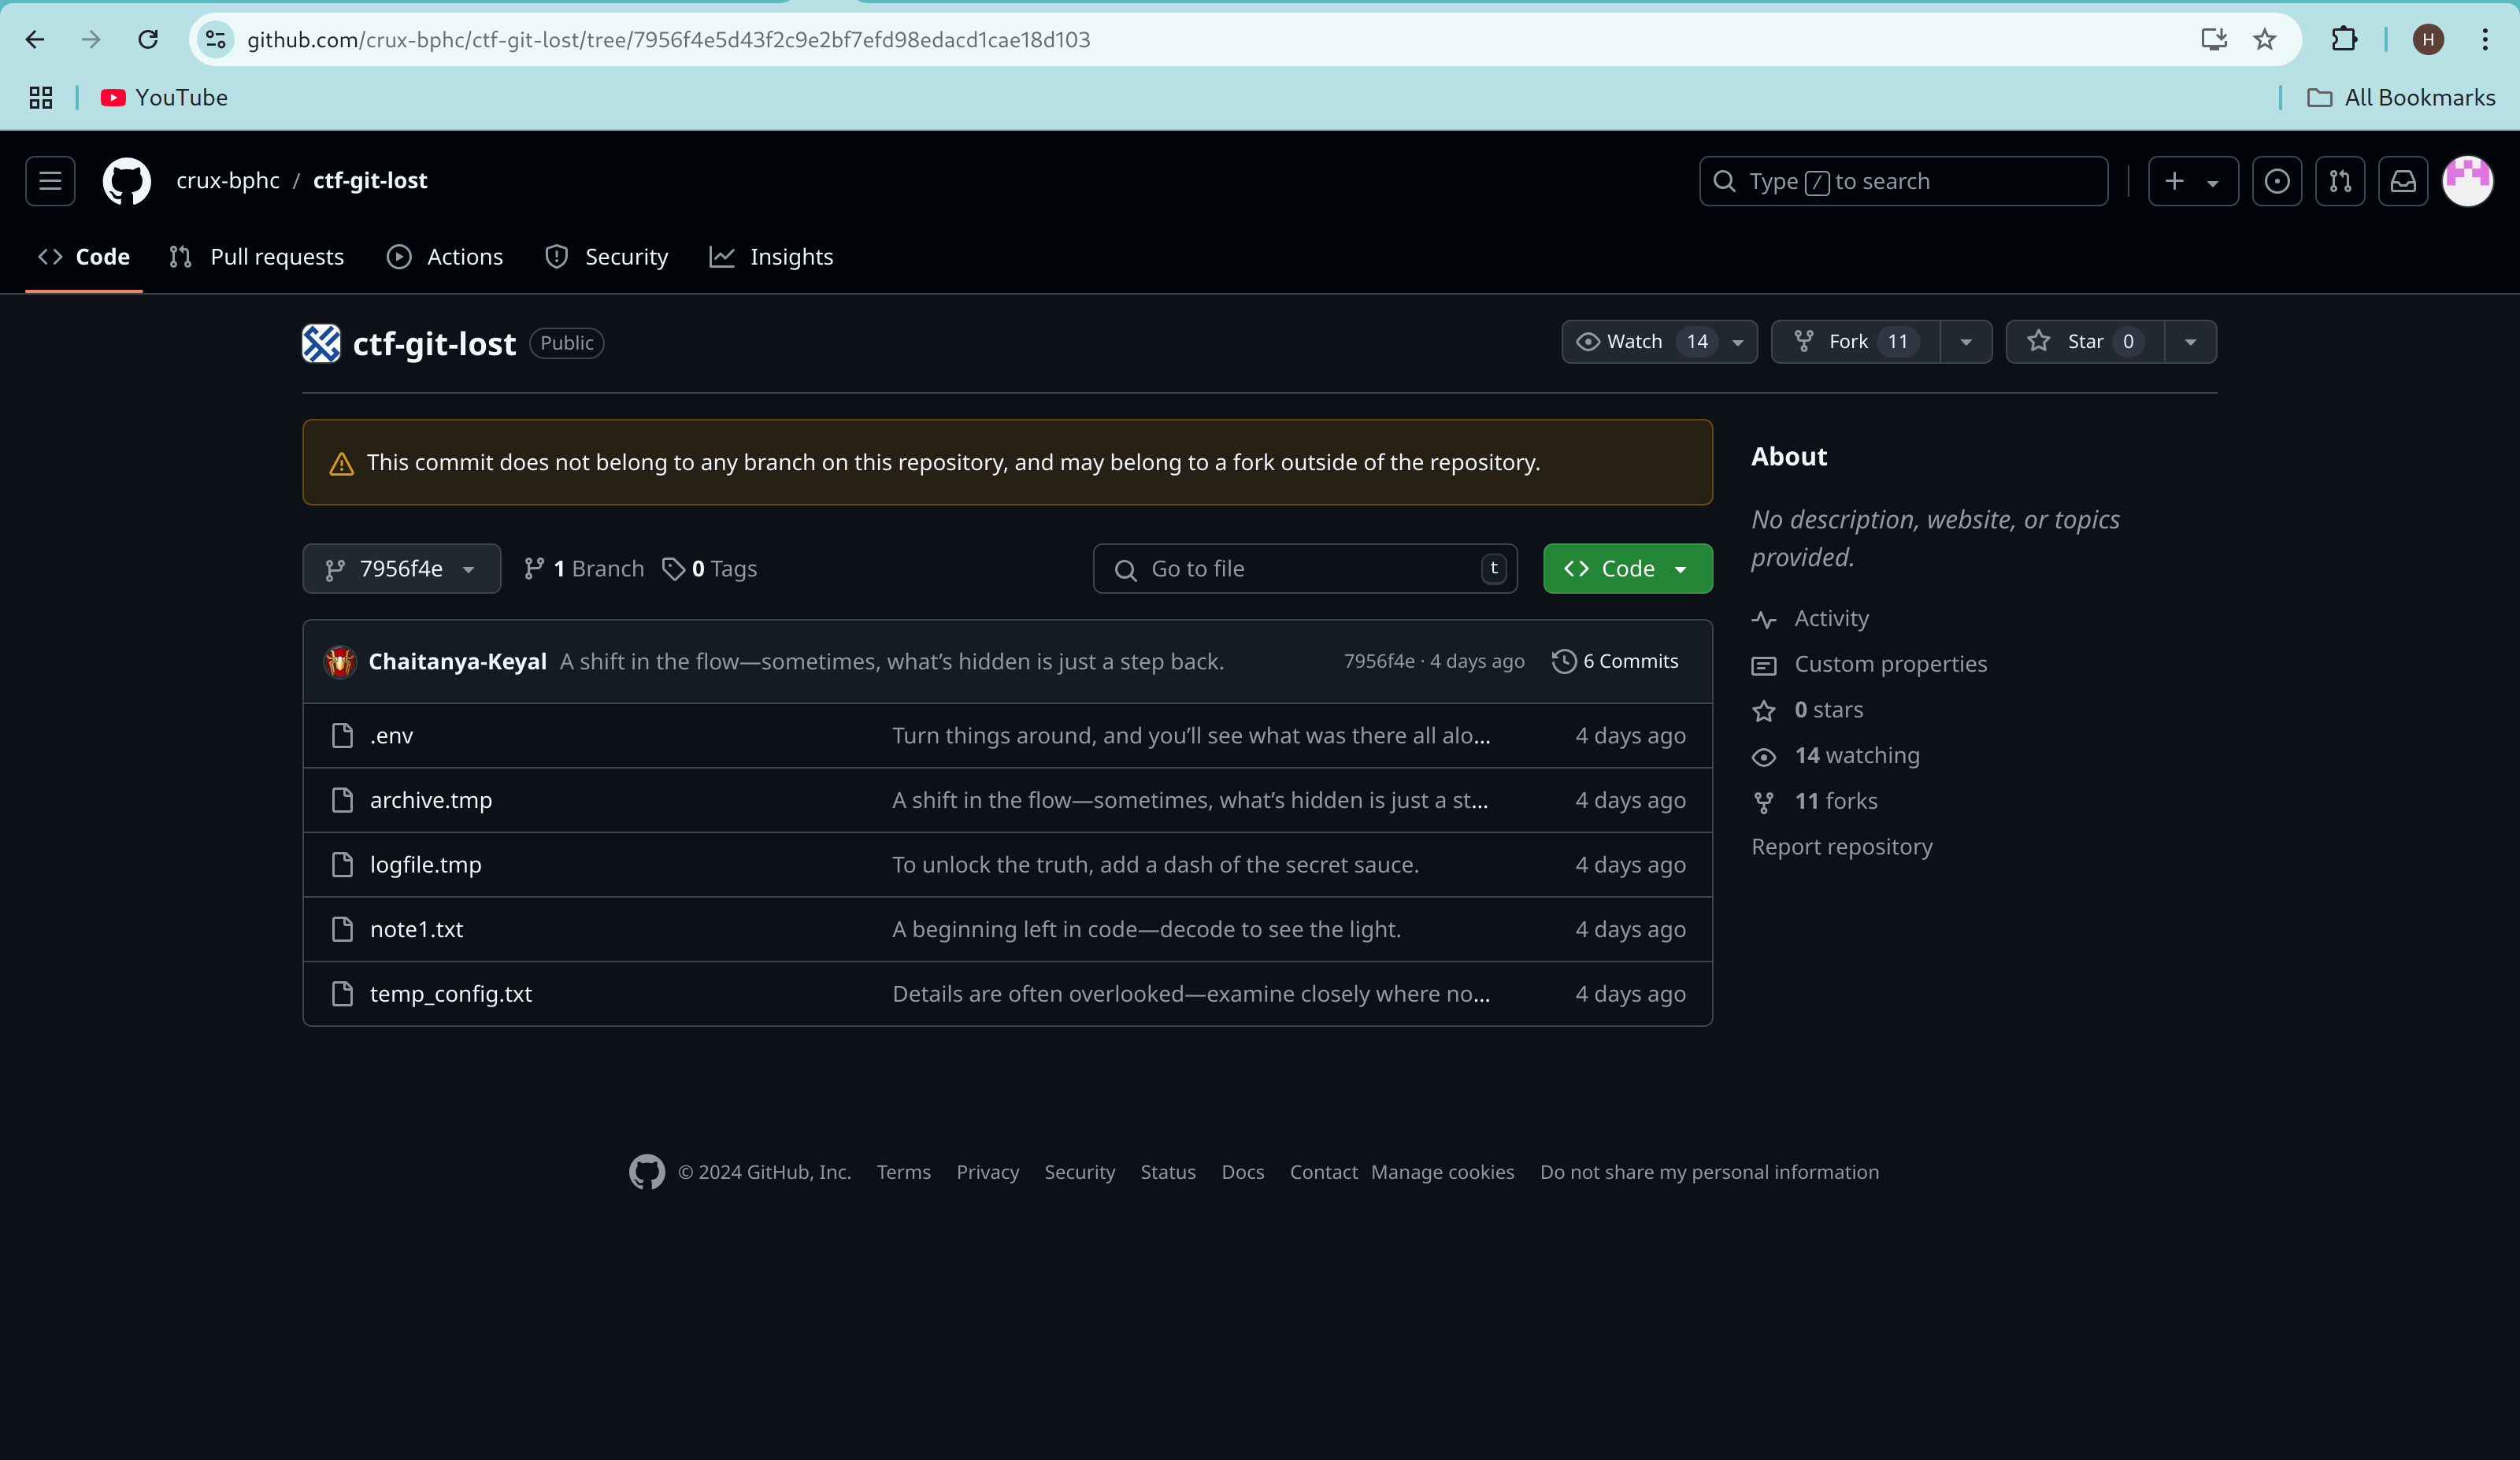 github.com/crux-bphc/ctf-git-lost/tree/7956f4e5d43f2c9e2bf7efd98edacd1cae18d103
H
YouTube
All Bookmarks
crux-bphc / ctf-git-lost
Type / to search
Code
Pull requests
Actions
Security
Insights
ctf-git-lost Public
Watch 14
Fork 11
Star 0
This commit does not belong to any branch on this repository, and may belong to a fork outside of the repository.
7956f4e
1 Branch
0 Tags
Go to file t
Code
Chaitanya-Keyal A shift in the flow—sometimes, what’s hidden is just a step back. 7956f4e · 4 days ago 6 Commits
.env Turn things around, and you’ll see what was there all alo... 4 days ago
archive.tmp A shift in the flow—sometimes, what’s hidden is just a st... 4 days ago
logfile.tmp To unlock the truth, add a dash of the secret sauce. 4 days ago
note1.txt A beginning left in code—decode to see the light. 4 days ago
temp_config.txt Details are often overlooked—examine closely where no... 4 days ago
About
No description, website, or topics
provided.
Activity
Custom properties
0 stars
14 watching
11 forks
Report repository
© 2024 GitHub, Inc. Terms Privacy Security Status Docs Contact Manage cookies Do not share my personal information